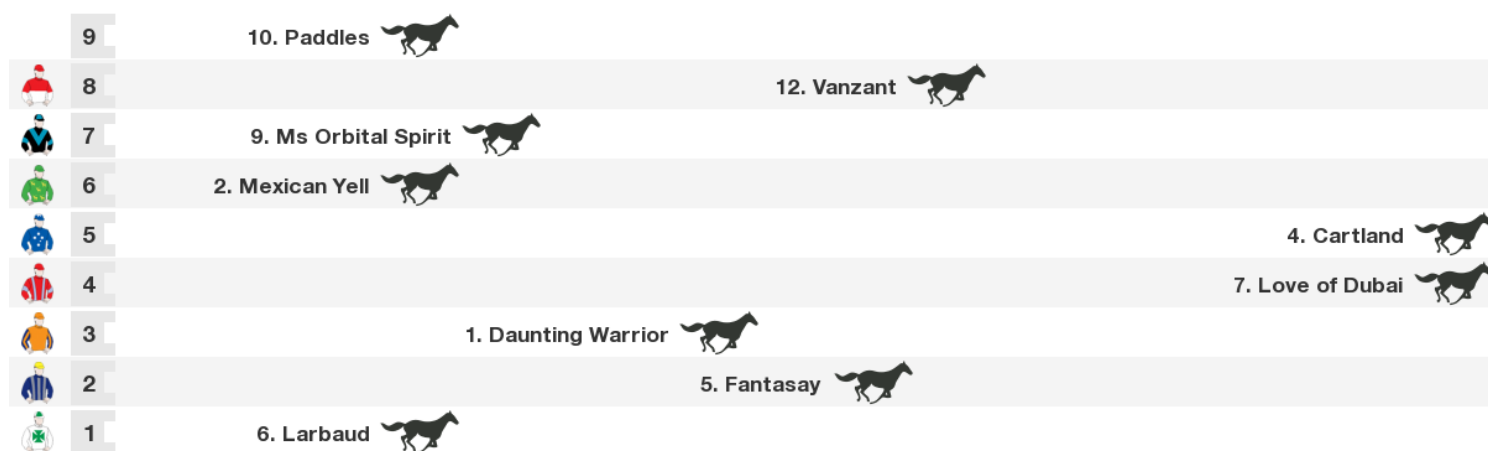 9 10. Paddles
8 12. Vanzant
7 9. Ms Orbital Spirit
6 2. Mexican Yell
5 4. Cartland
4 7. Love of Dubai
3 1. Daunting Warrior
2 5. Fantasay
1 6. Larbaud